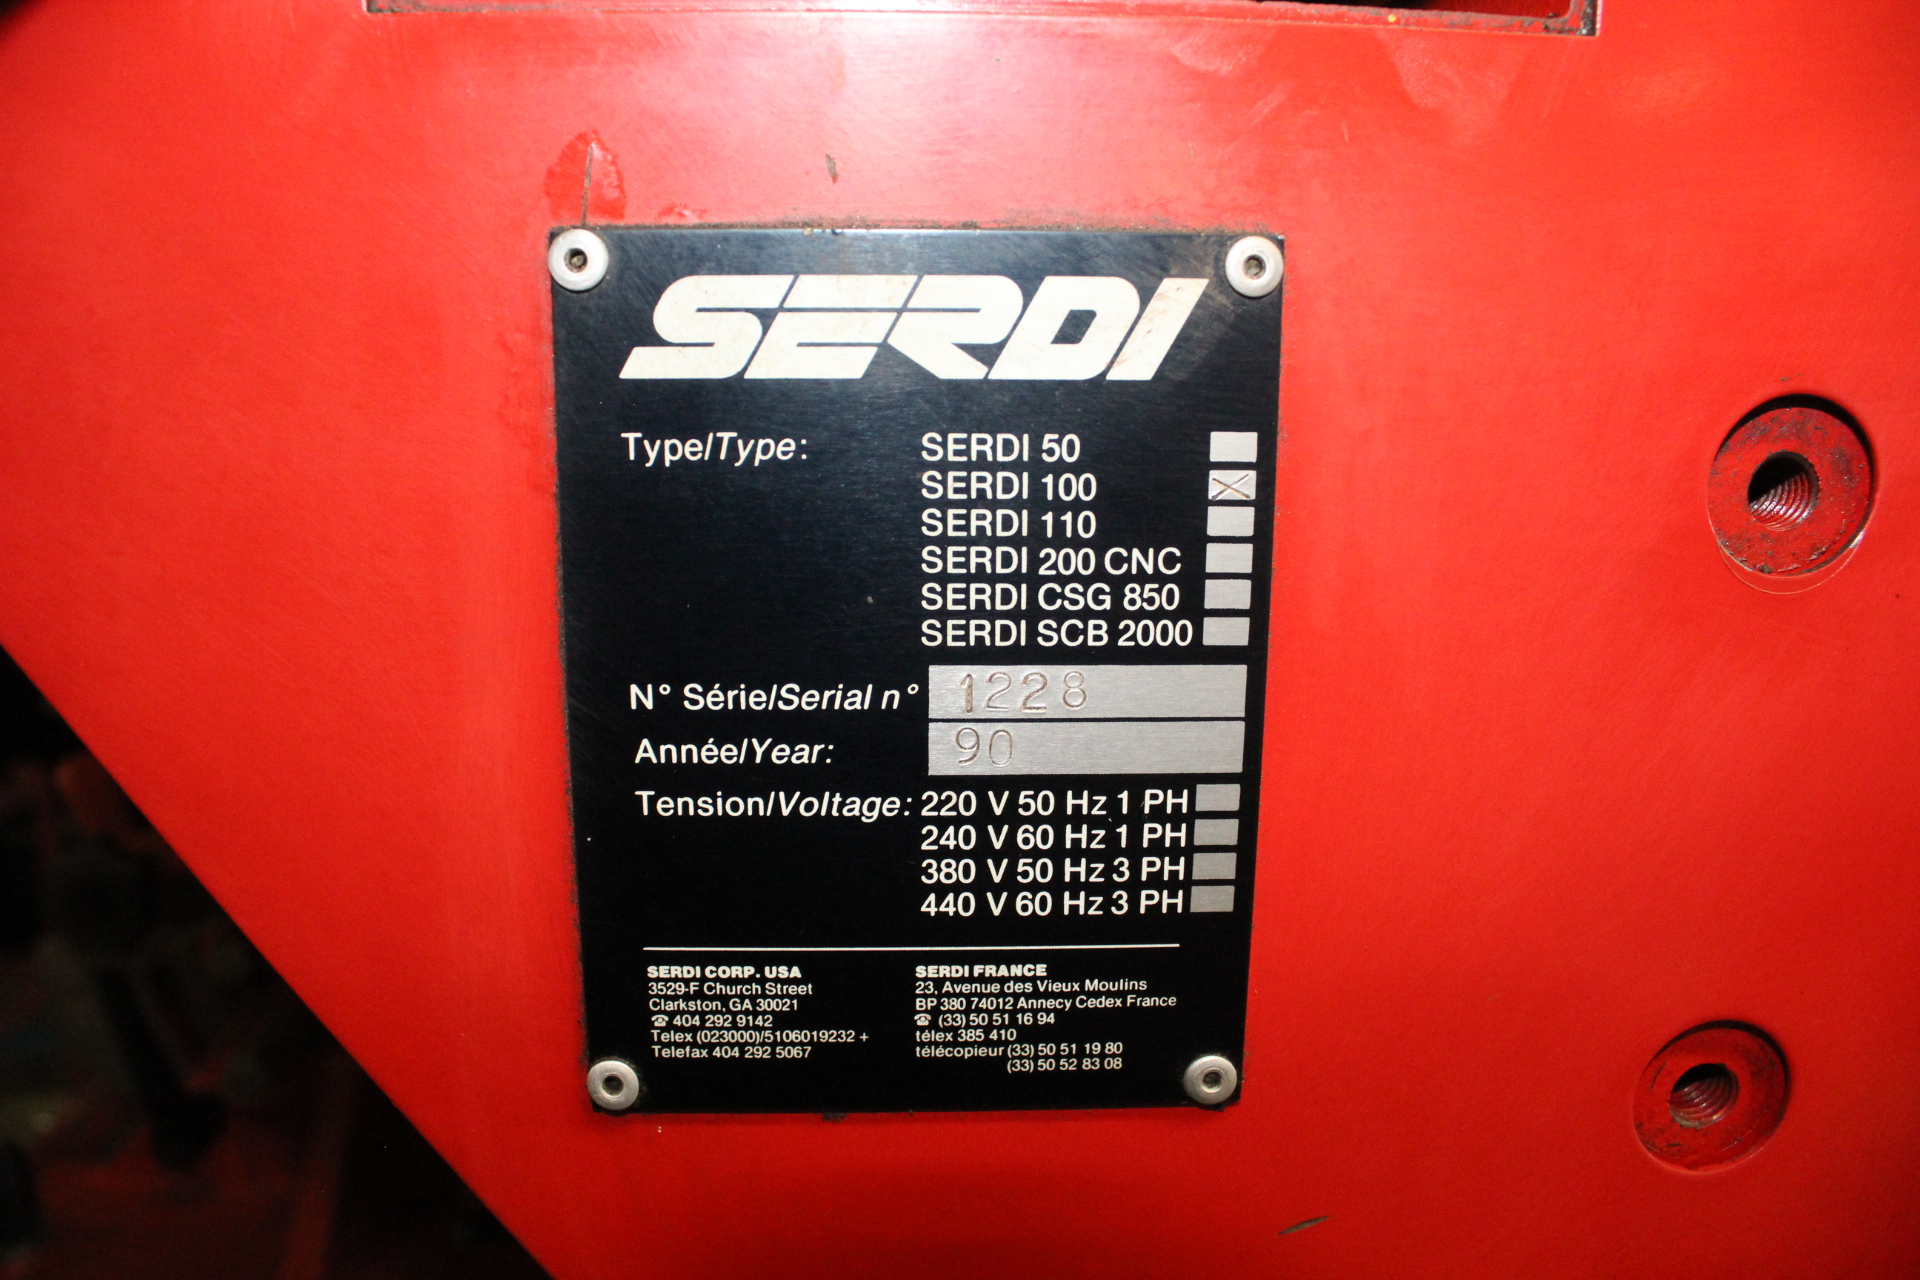 SERDI
Type/Type: SERDI 50
SERDI 100
SERDI 110
SERDI 200 CNC
SERDI CSG 850
SERDI SCB 2000
N° Série/Serial n° 1228
Année/Year: 90
Tension/Voltage: 220 V 50 Hz 1 PH
240 V 60 Hz 1 PH
380 V 50 Hz 3 PH
440 V 60 Hz 3 PH
SERDI CORP. USA
3529-F Church Street
Clarkston, GA 30021
☎ 404 292 9142
Telex (023000)/5106019232 +
Telefax 404 292 5067
SERDI FRANCE
23, Avenue des Vieux Moulins
BP 380 74012 Annecy Cedex France
☎ (33) 50 51 16 94
télex 385 410
télécopieur (33) 50 51 19 80
(33) 50 52 83 08